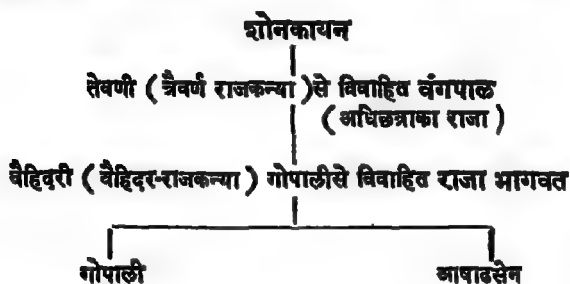 शोनकायन
तेवणी ( त्रैवर्ण राजकन्या ) से विवाहित वंगपाल
( अधिछत्राका राजा )
वैहिदरी ( वैहिदर-राजकन्या ) गोपालीसे विवाहित राजा भागवत
गोपाली आषाढसेन